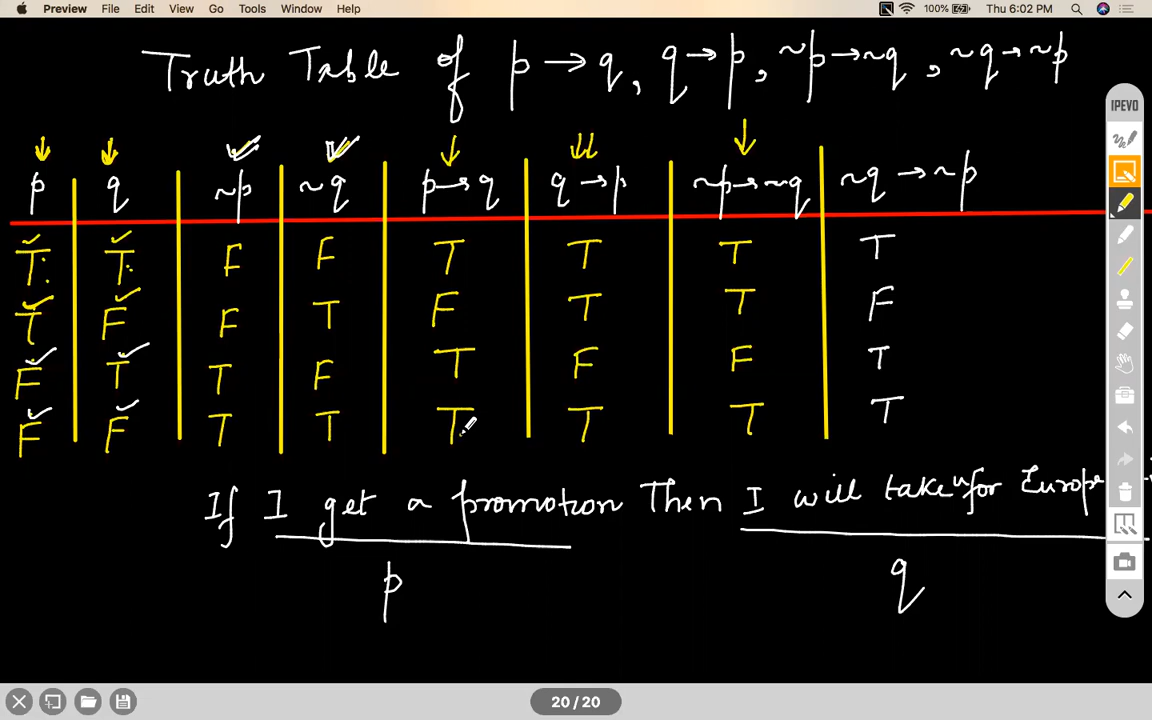 Preview File Edit View Go Tools Window Help 100% Thu 6:02 PM
Truth Table of p → q, q → p, ~p → ~q, ~q → ~p
IPEVO
p q ~p ~q p → q q → p ~p → ~q ~q → ~p
T T F F T T T T
T F F T F T T F
F T T F T F F T
F F T T T T T T
If I get a promotion Then I will take u for Europe
p q
20/20